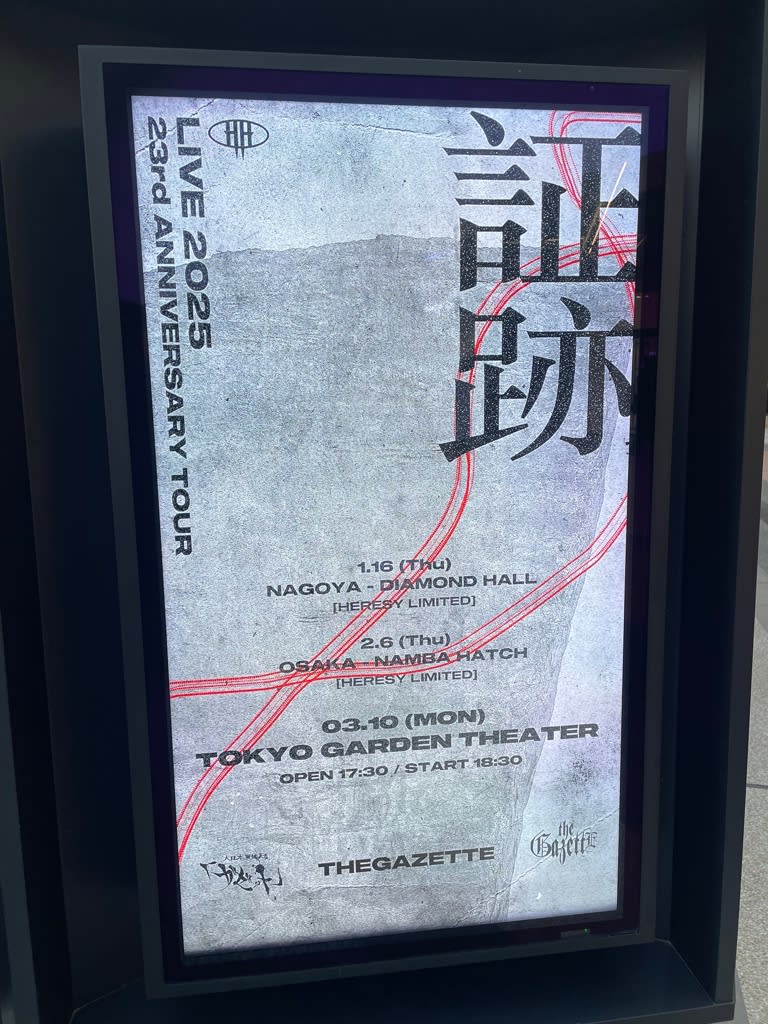 LIVE 2025
23rd ANNIVERSARY TOUR
証
跡
1.16 (Thu)
NAGOYA - DIAMOND HALL
[HERESY LIMITED]
2.6 (Thu)
OSAKA - NAMBA HATCH
[HERESY LIMITED]
03.10 (MON)
TOKYO GARDEN THEATER
OPEN 17:30 / START 18:30
THEGAZETTE
the
GazettE